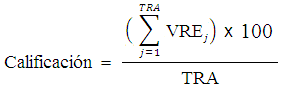 Calificación = ( ∑_{j=1}^{TRA} VRE_j ) x 100 / TRA